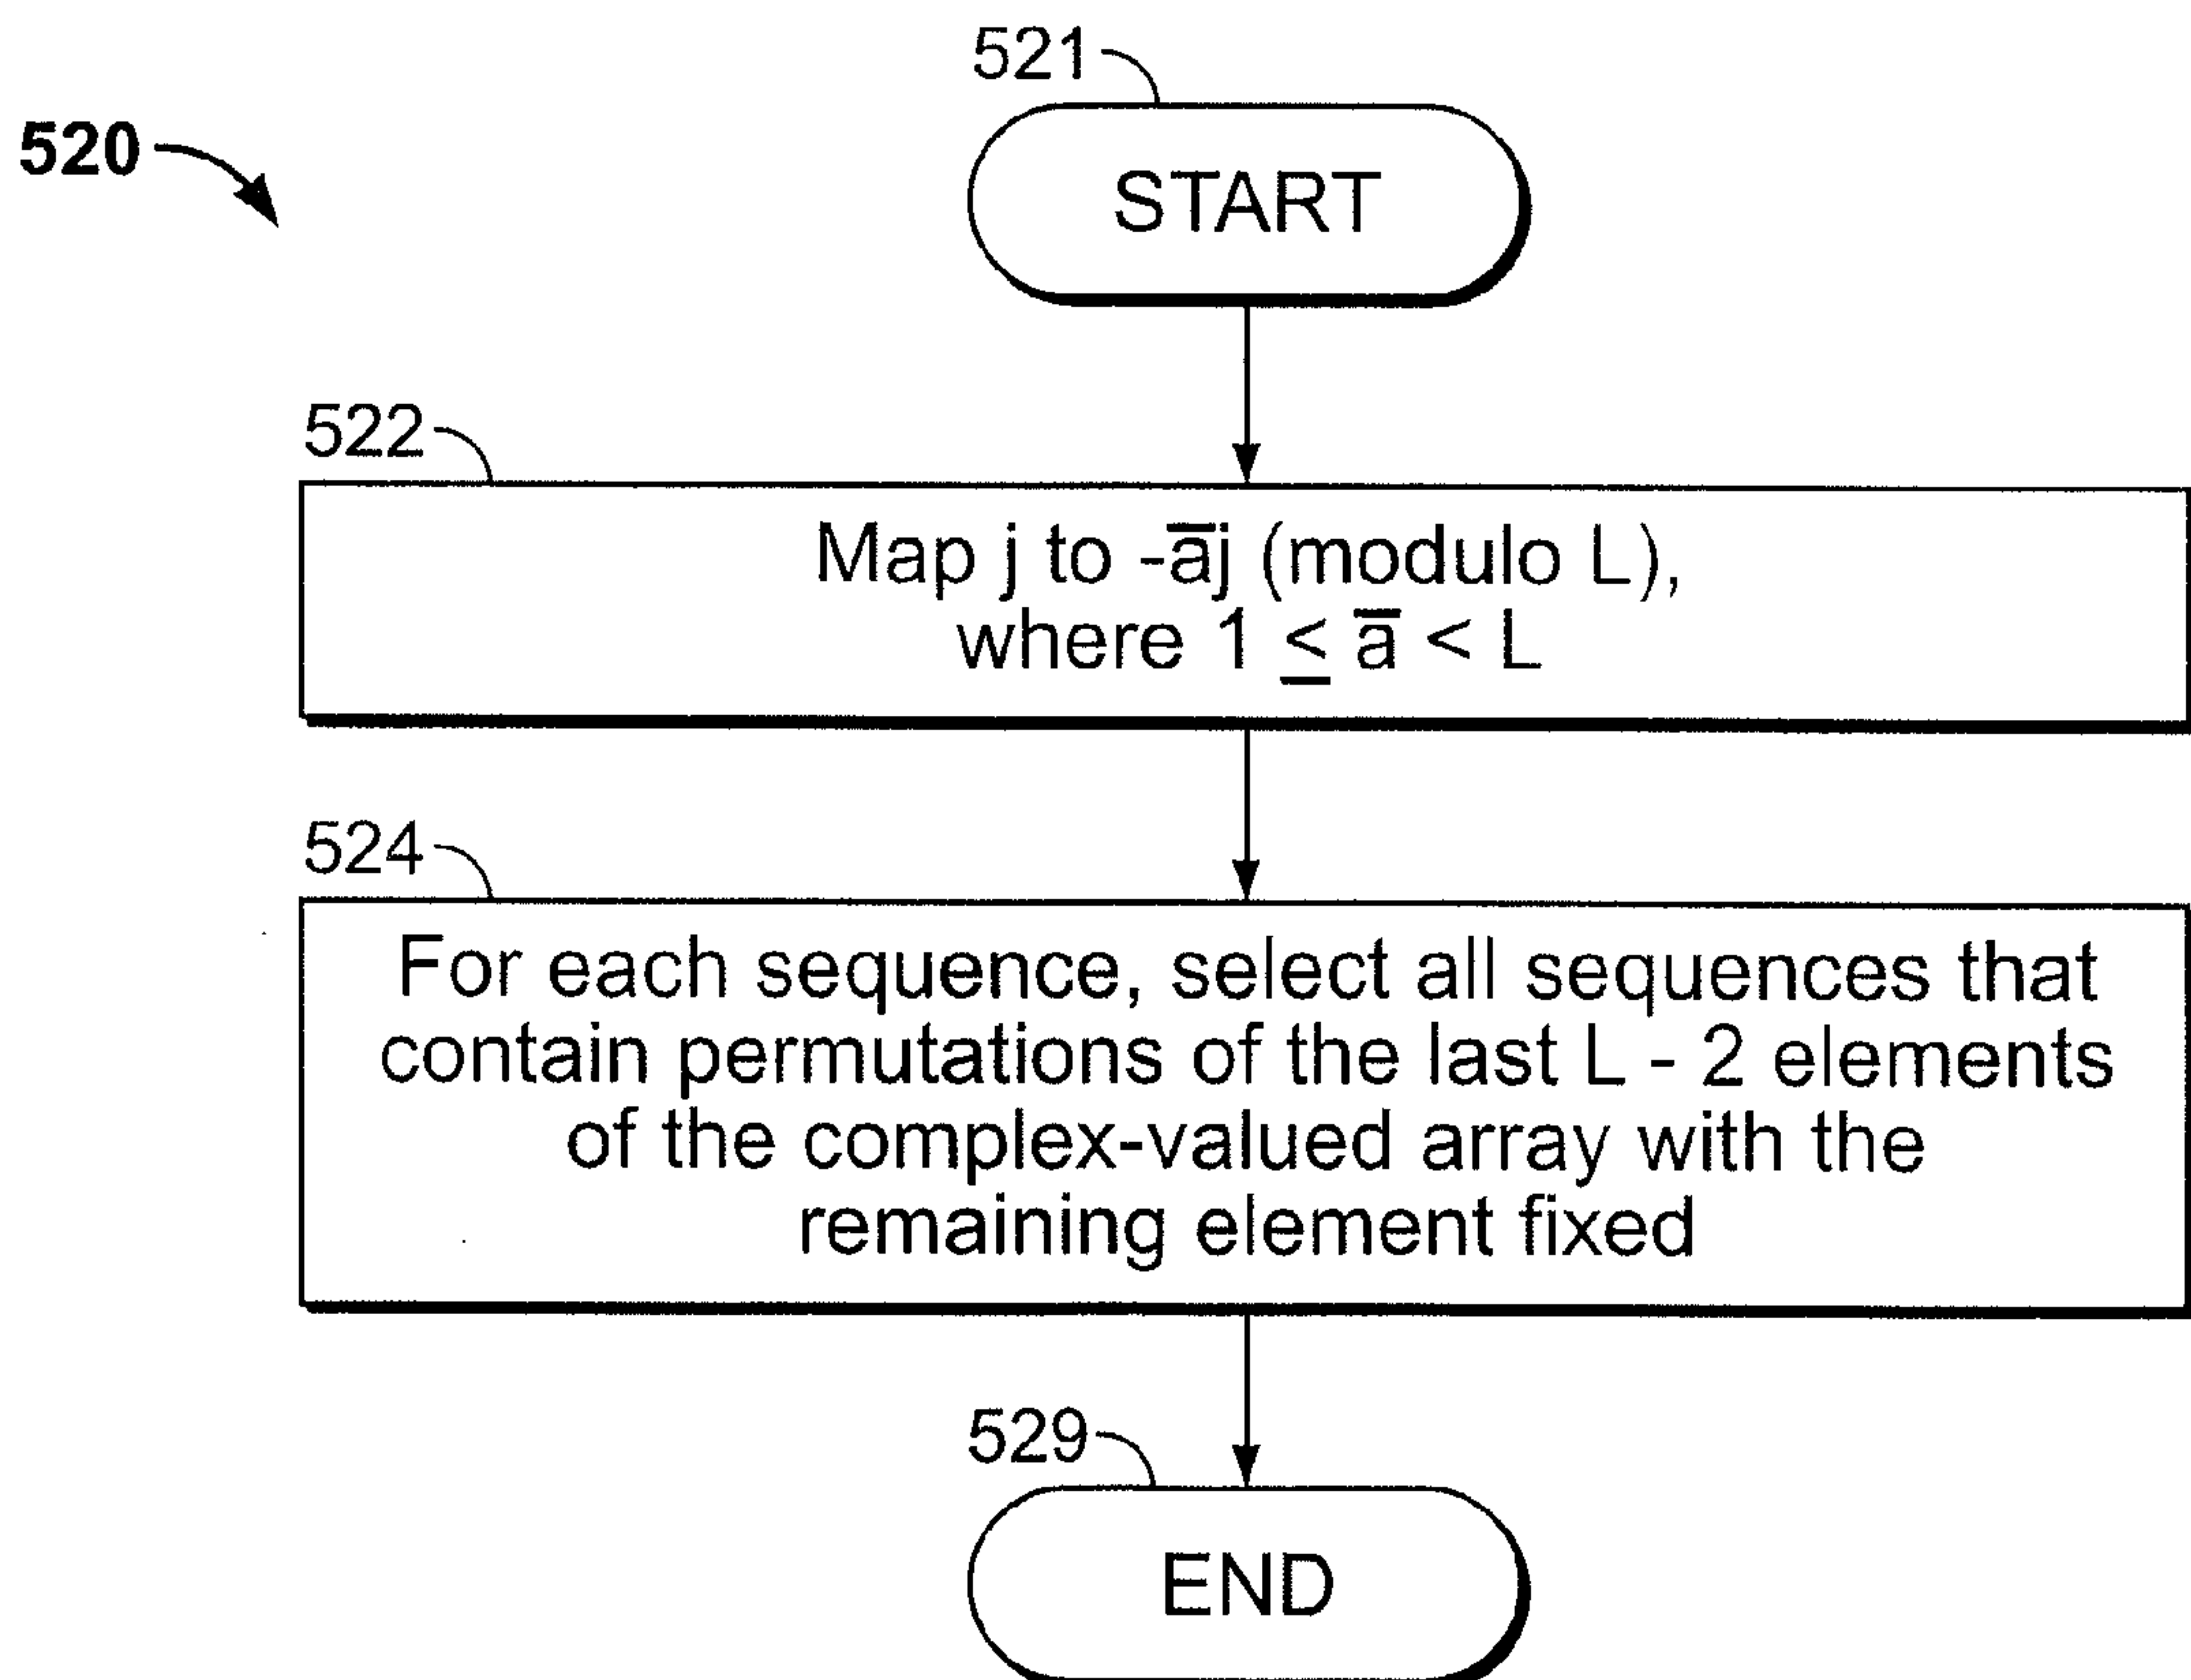 521
520
START
522
Map j to -a̅j (modulo L),
where 1 ≤ a̅ < L
524
For each sequence, select all sequences that
contain permutations of the last L - 2 elements
of the complex-valued array with the
remaining element fixed
529
END